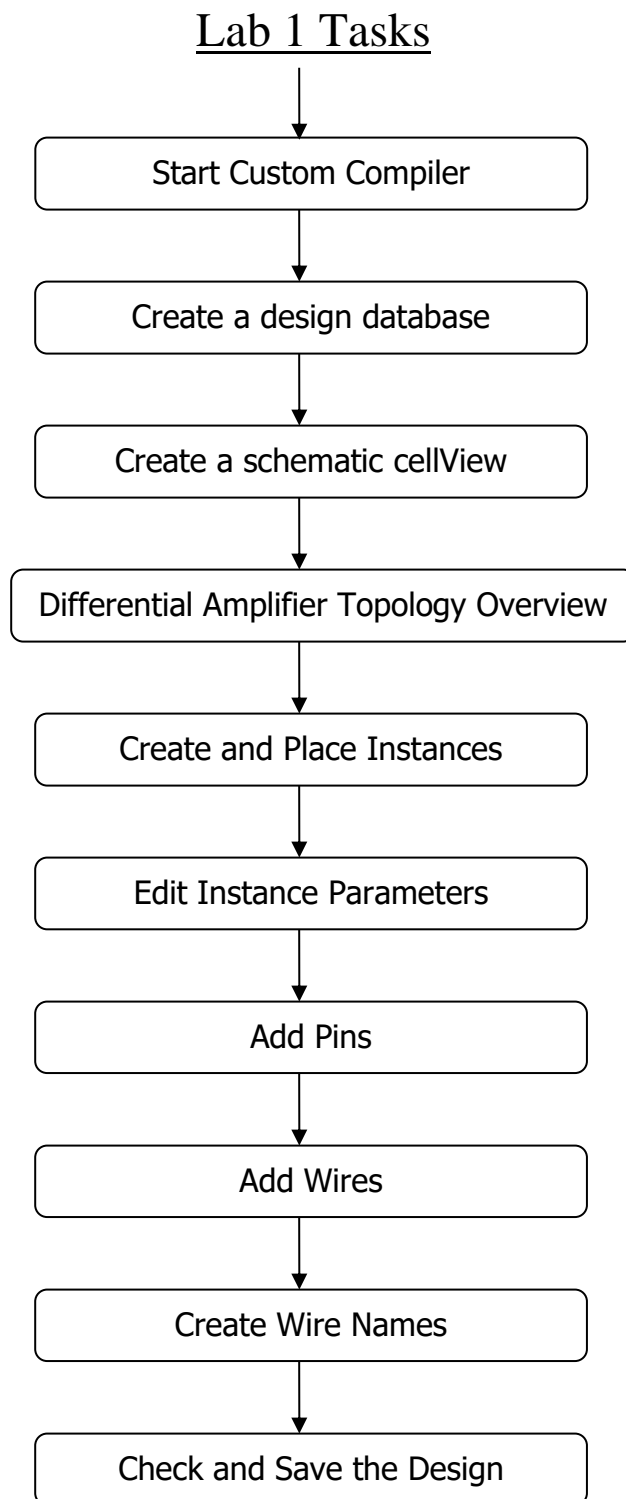 Lab 1 Tasks
Start Custom Compiler
Create a design database
Create a schematic cellView
Differential Amplifier Topology Overview
Create and Place Instances
Edit Instance Parameters
Add Pins
Add Wires
Create Wire Names
Check and Save the Design